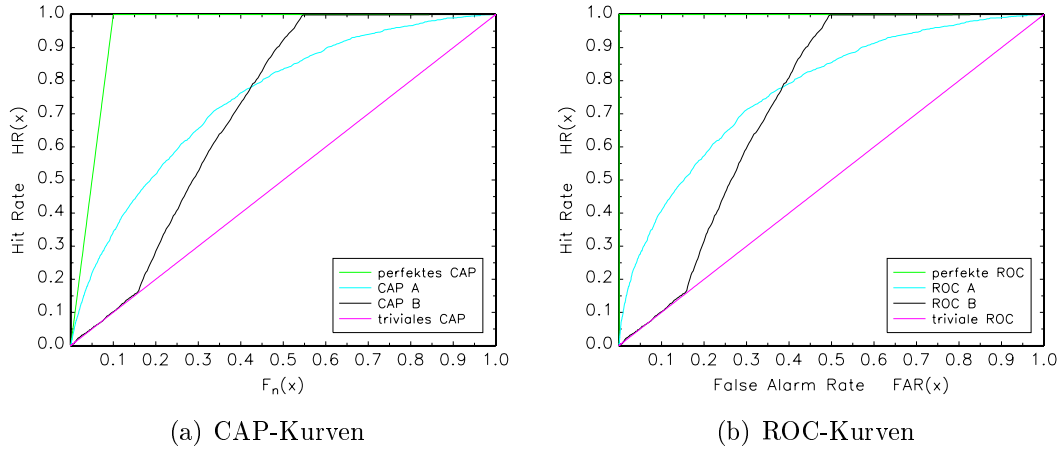 Hit Rate HR(x)
1.0
0.9
0.8
0.7
0.6
0.5
0.4
0.3
0.2
0.1
0.0
perfektes CAP
CAP A
CAP B
triviales CAP
0.1 0.2 0.3 0.4 0.5 0.6 0.7 0.8 0.9 1.0
Fn(x)
(a) CAP-Kurven
Hit Rate HR(x)
1.0
0.9
0.8
0.7
0.6
0.5
0.4
0.3
0.2
0.1
0.0
perfekte ROC
ROC A
ROC B
triviale ROC
0.1 0.2 0.3 0.4 0.5 0.6 0.7 0.8 0.9 1.0
False Alarm Rate FAR(x)
(b) ROC-Kurven